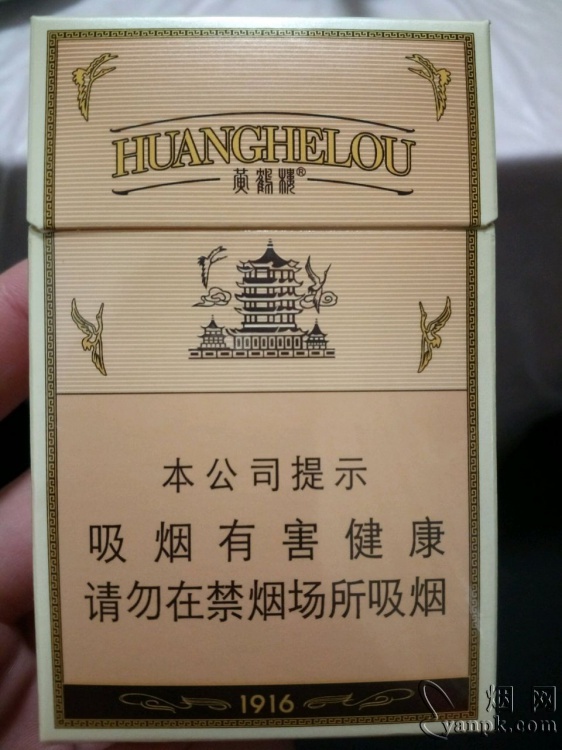 HUANGHELOU
黄鹤楼®
本公司提示
吸烟有害健康
请勿在禁烟场所吸烟
1916
烟网
yanpk.com